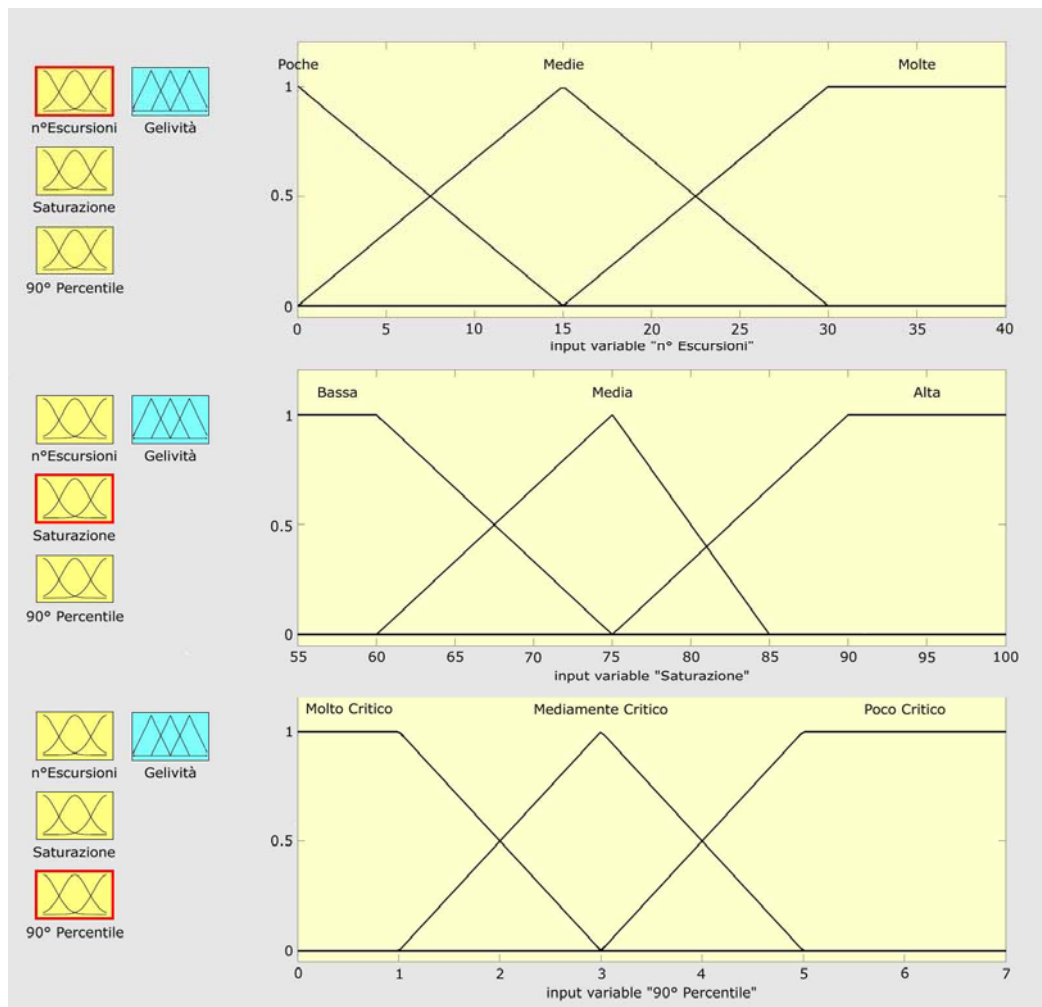 Poche Medie Molte
1
n°Escursioni Gelività
0.5
Saturazione
90° Percentile
0
0 5 10 15 20 25 30 35 40
input variable "n° Escursioni"
Bassa Media Alta
1
n°Escursioni Gelività
0.5
Saturazione
90° Percentile
0
55 60 65 70 75 80 85 90 95 100
input variable "Saturazione"
Molto Critico Mediamente Critico Poco Critico
1
n°Escursioni Gelività
0.5
Saturazione
90° Percentile
0
0 1 2 3 4 5 6 7
input variable "90° Percentile"